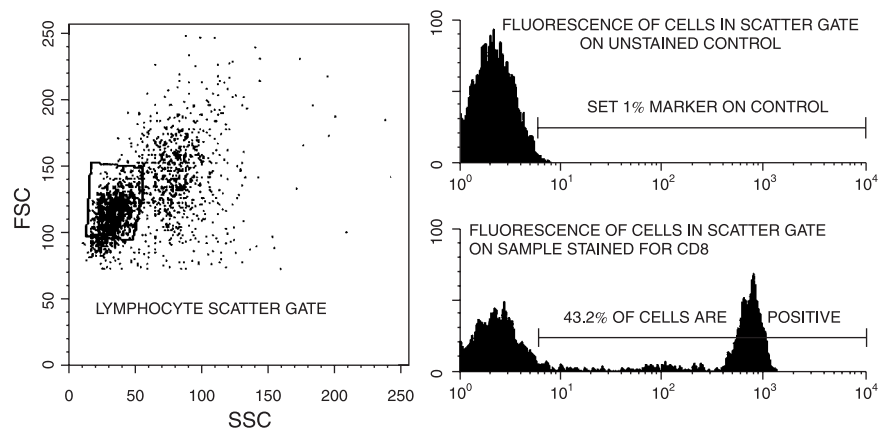 250
200
150
100
50
0
FSC
LYMPHOCYTE SCATTER GATE
0 50 100 150 200 250
SSC
100
0
FLUORESCENCE OF CELLS IN SCATTER GATE
ON UNSTAINED CONTROL
SET 1% MARKER ON CONTROL
10⁰ 10¹ 10² 10³ 10⁴
100
0
FLUORESCENCE OF CELLS IN SCATTER GATE
ON SAMPLE STAINED FOR CD8
43.2% OF CELLS ARE POSITIVE
10⁰ 10¹ 10² 10³ 10⁴